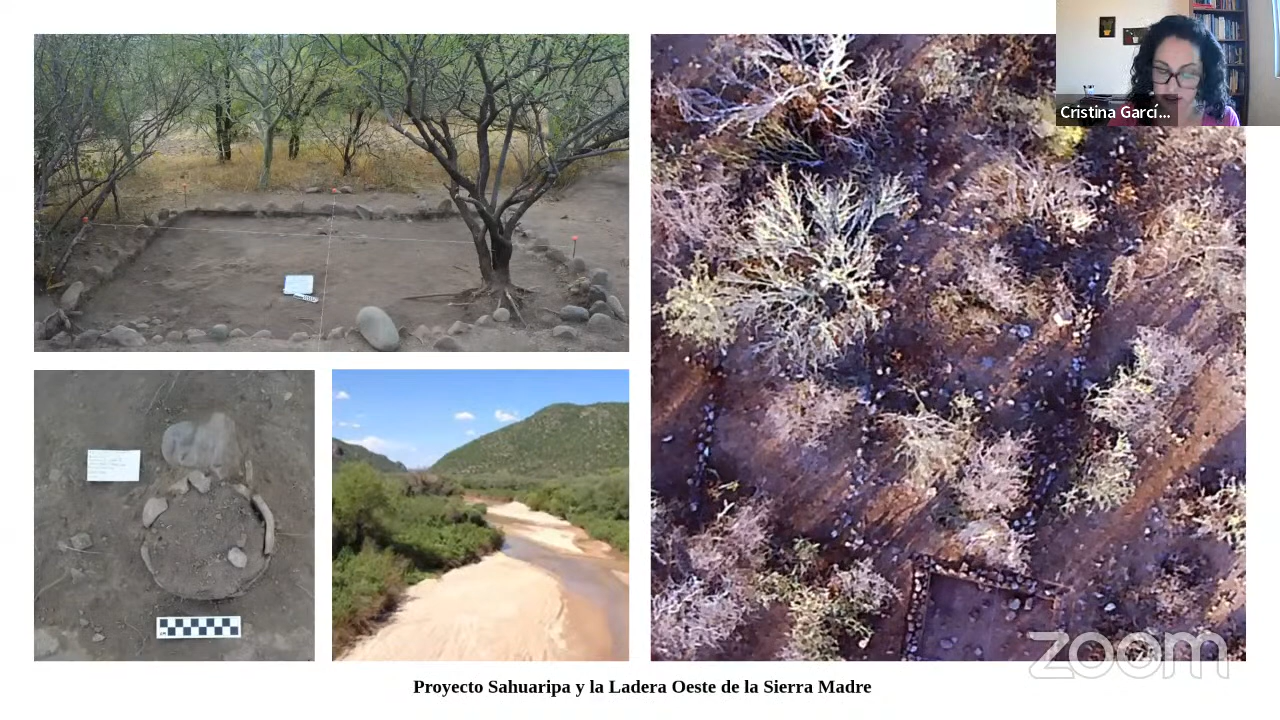 Cristina Garcí...
zoom
Proyecto Sahuaripa y la Ladera Oeste de la Sierra Madre